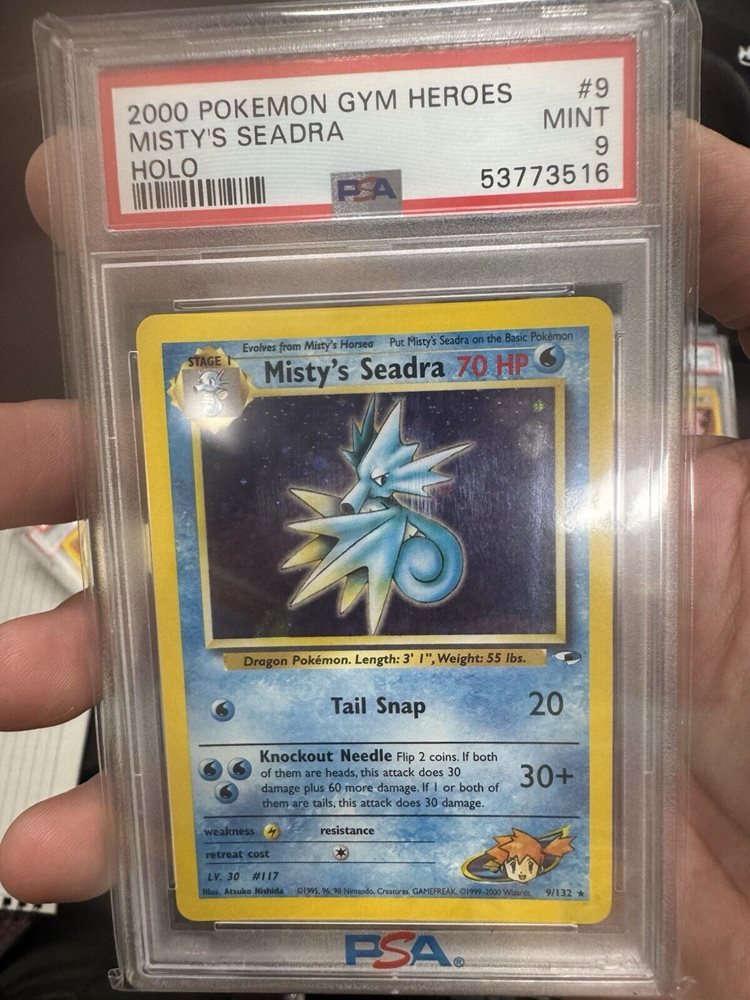 2000 POKEMON GYM HEROES #9
MISTY'S SEADRA MINT
HOLO 9
PSA 53773516
Evolves from Misty's Horsea Put Misty's Seadra on the Basic Pokémon
STAGE 1
Misty's Seadra 70 HP
Dragon Pokémon. Length: 3' 1", Weight: 55 lbs.
Tail Snap 20
Knockout Needle Flip 2 coins. If both
of them are heads, this attack does 30
damage plus 60 more damage. If 1 or both of
them are tails, this attack does 30 damage.
30+
weakness resistance
retreat cost
LV. 30 #117
Illus. Atsuko Nishida ©1995, 96, 98 Nintendo, Creatures, GAMEFREAK. ©1999-2000 Wizards. 9/132 ★
PSA®